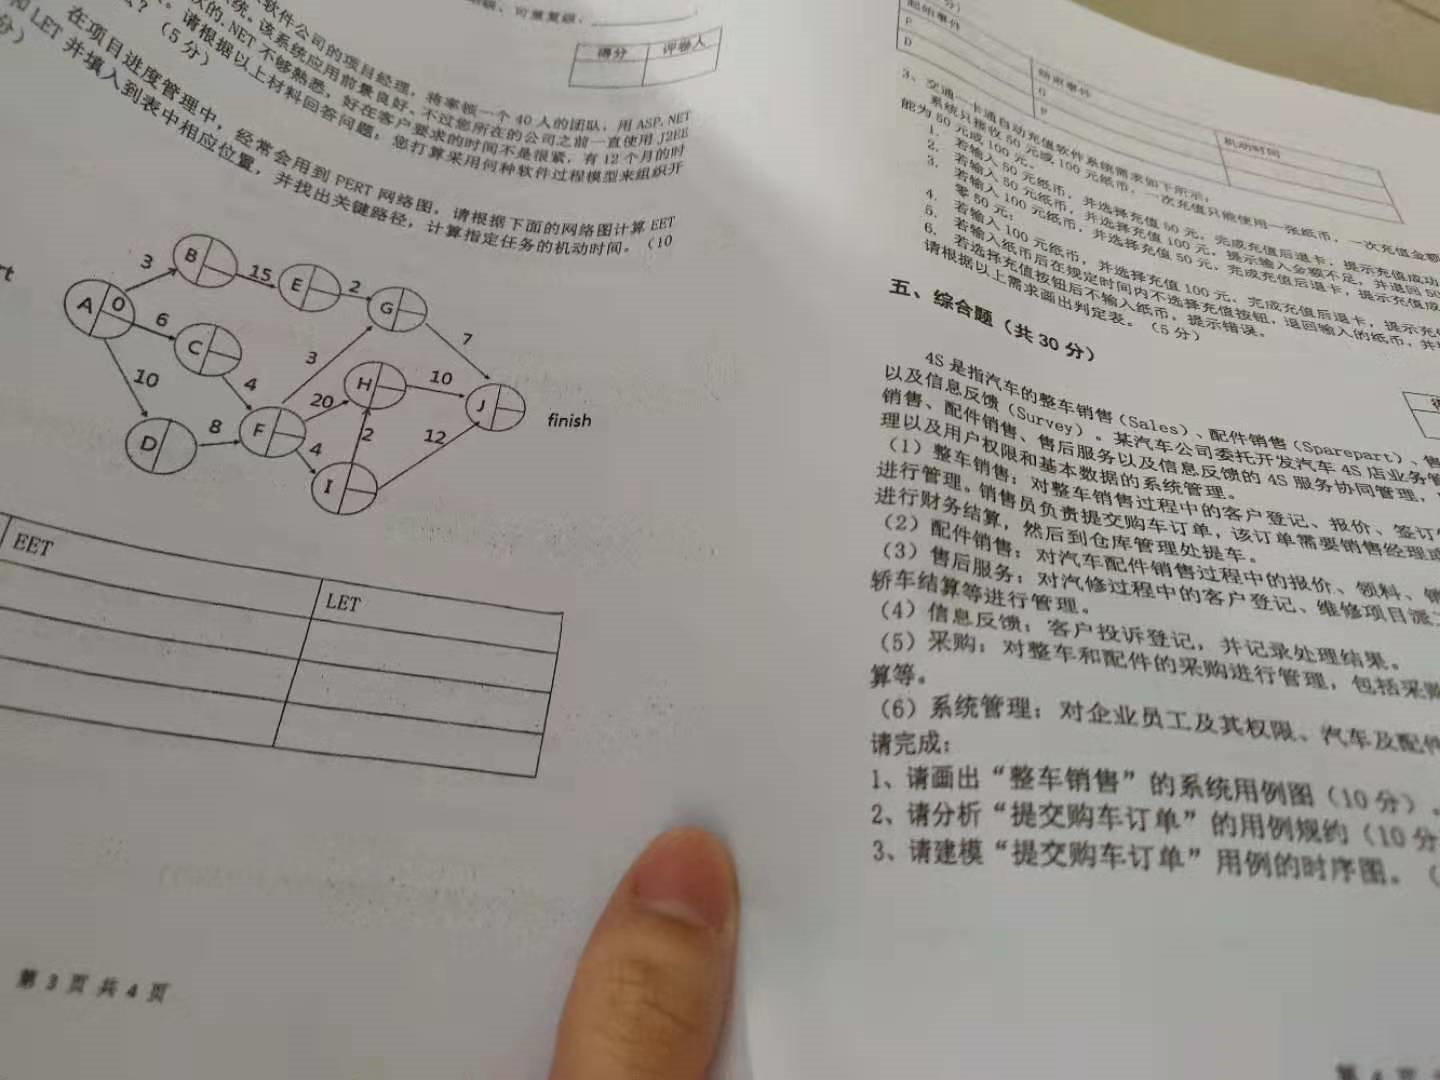 得分 评卷人
软件公司的项目经理，将率领一个 40 人的团队，用 ASP.NET
统。该系统应用前景良好。不过您所在的公司之前一直使用 J2EE
的.NET 不够熟悉，好在客户要求的时间不是很紧，有 12 个月的时
请根据以上材料回答问题：您打算采用何种软件过程模型来组织开
？（5 分）
在项目进度管理中，经常会用到 PERT 网络图，请根据下面的网络图计算 EET
和 LET 并填入到表中相应位置，并找出关键路径，计算指定任务的机动时间。（10
分）
A 0
3 B 15 E 2 G 7
6 C 4
10 D 8 F
3 20 4
H 10 J finish
2 12
I
EET LET
第 3 页 共 4 页
起始事件 结束事件 机动时间
F G
D F
3、交通一卡通自动充值软件系统需求如下所示：
系统只接收 50 元或 100 元纸币，一次充值只能使用一张纸币，一次充值金额
能为 50 元或 100 元。
1. 若输入 50 元纸币，并选择充值 50 元，完成充值后退卡，提示充值成功
2. 若输入 50 元纸币，并选择充值 100 元，提示输入金额不足，并退回 50
3. 若输入 100 元纸币，并选择充值 50 元，完成充值后退卡，提示充值成
零 50 元；
4. 若输入 100 元纸币，并选择充值 100 元，完成充值后退卡，提示充
5. 若输入纸币后在规定时间内不选择充值按钮，退回输入的纸币，并
6. 若选择充值按钮后不输入纸币，提示错误。
请根据以上需求画出判定表。（5 分）
五、综合题（共 30 分）
4S 是指汽车的整车销售（Sales）、配件销售（Sparepart）、售
以及信息反馈（Survey）。某汽车公司委托开发汽车 4S 店业务管
销售、配件销售、售后服务以及信息反馈的 4S 服务协同管理，
理以及用户权限和基本数据的系统管理。
（1）整车销售：对整车销售过程中的客户登记、报价、签订
进行管理。销售员负责提交购车订单，该订单需要销售经理
进行财务结算，然后到仓库管理处提车。
（2）配件销售：对汽车配件销售过程中的报价、领料、销
（3）售后服务：对汽修过程中的客户登记、维修项目派
轿车结算等进行管理。
（4）信息反馈：客户投诉登记，并记录处理结果。
（5）采购：对整车和配件的采购进行管理，包括采购
算等。
（6）系统管理：对企业员工及其权限、汽车及配件
请完成：
1、请画出“整车销售”的系统用例图（10 分）。
2、请分析“提交购车订单”的用例规约（10 分
3、请建模“提交购车订单”用例的时序图。（